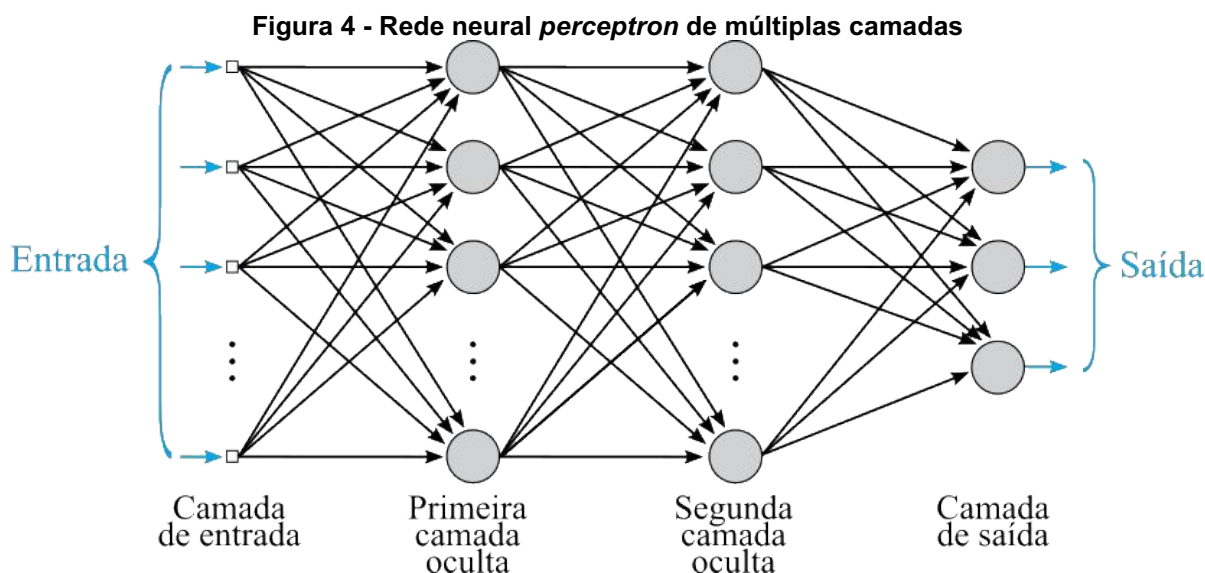 Figura 4 - Rede neural perceptron de múltiplas camadas
Entrada
Saída
Camada
de entrada
Primeira
camada
oculta
Segunda
camada
oculta
Camada
de saída